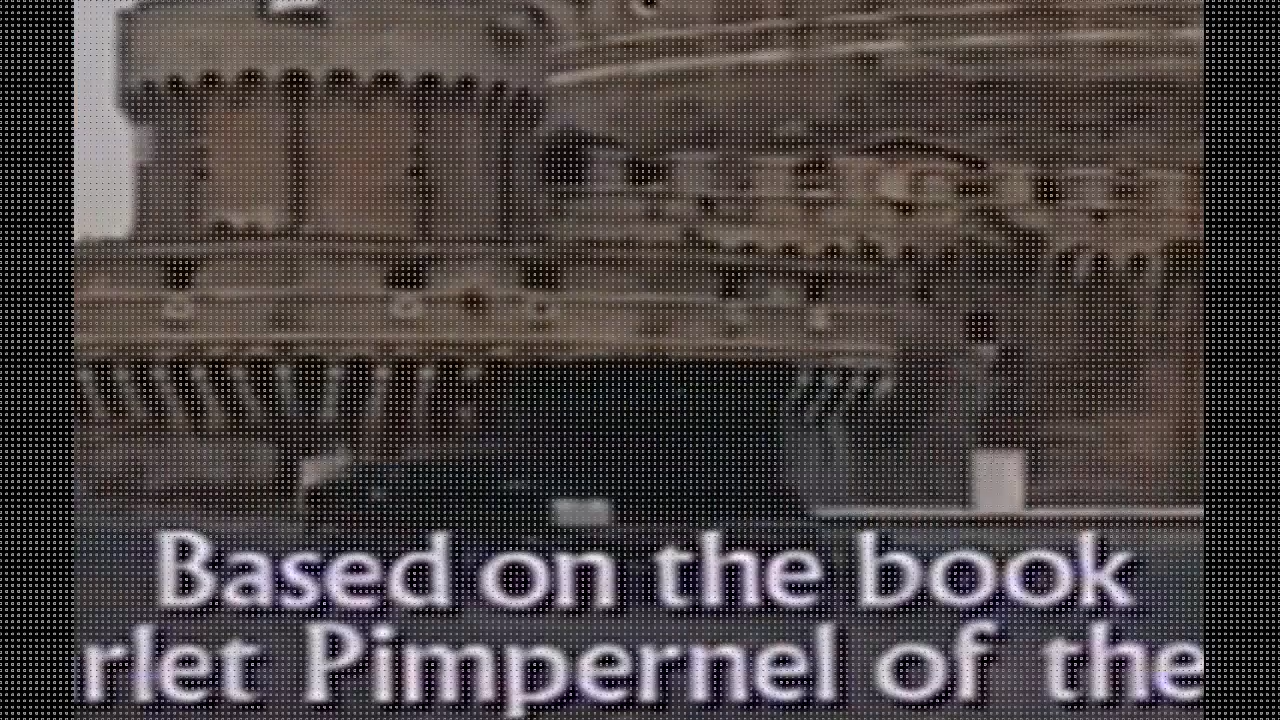 Based on the book
rlet Pimpernel of the